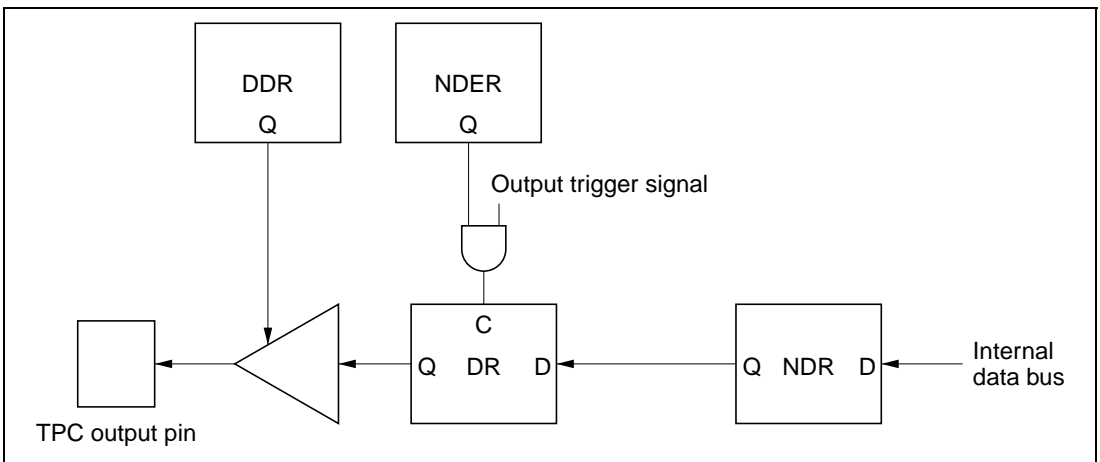 DDR
Q
NDER
Q
Output trigger signal
C
Q DR D
Q NDR D
Internal
data bus
TPC output pin